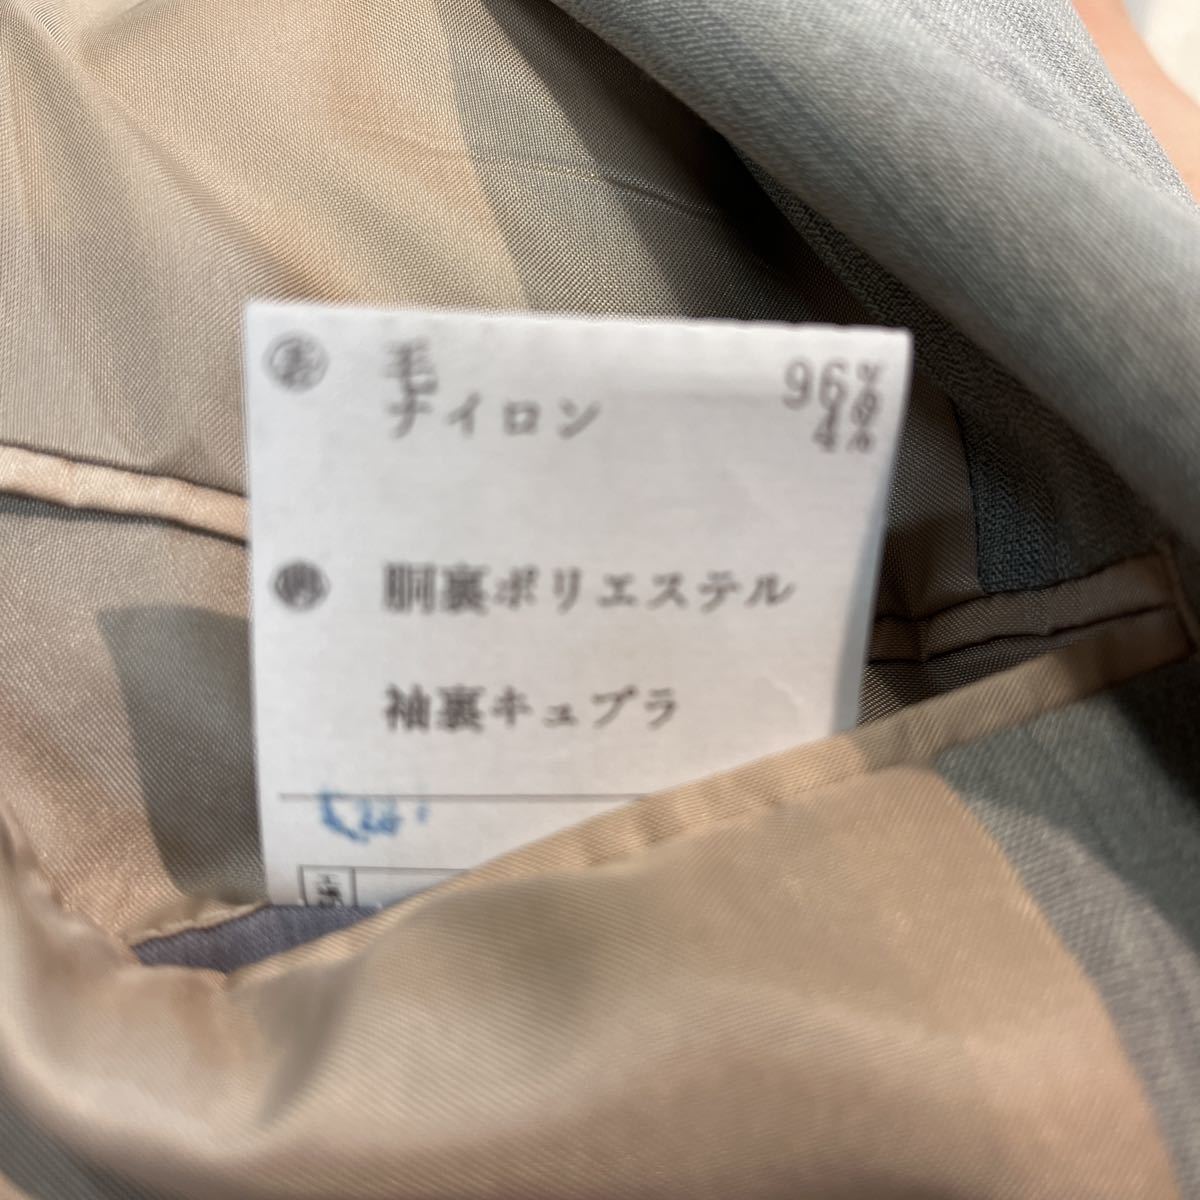 毛 96%
ナイロン 4%
胴裏ポリエステル
袖裏キュプラ